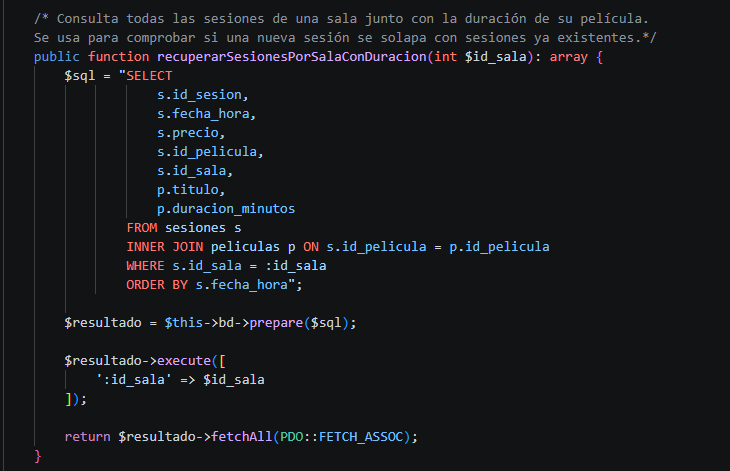 /* Consulta todas las sesiones de una sala junto con la duración de su película.
Se usa para comprobar si una nueva sesión se solapa con sesiones ya existentes.*/
public function recuperarSesionesPorSalaConDuracion(int $id_sala): array {
    $sql = "SELECT
                s.id_sesion,
                s.fecha_hora,
                s.precio,
                s.id_pelicula,
                s.id_sala,
                p.titulo,
                p.duracion_minutos
            FROM sesiones s
            INNER JOIN peliculas p ON s.id_pelicula = p.id_pelicula
            WHERE s.id_sala = :id_sala
            ORDER BY s.fecha_hora";
    $resultado = $this->bd->prepare($sql);
    $resultado->execute([
        ':id_sala' => $id_sala
    ]);
    return $resultado->fetchAll(PDO::FETCH_ASSOC);
}